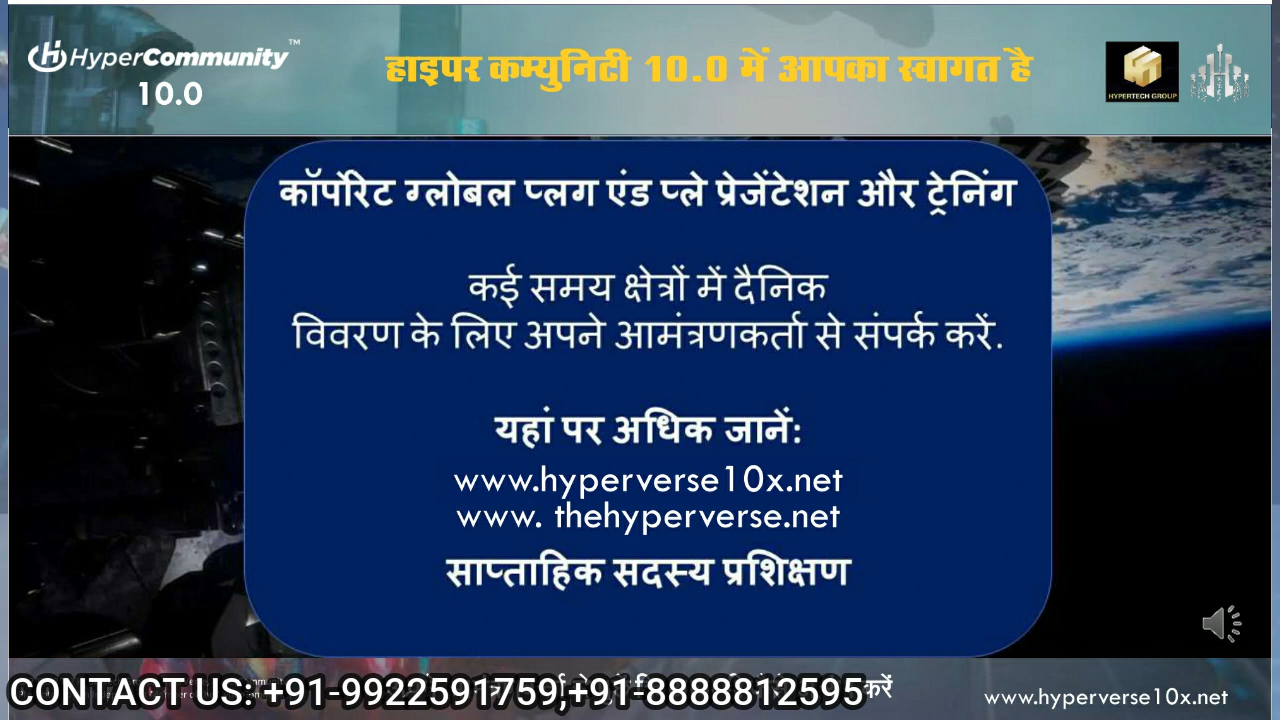 HyperCommunity™
10.0
हाइपर कम्युनिटी 10.0 में आपका स्वागत है
HYPERTECH GROUP
कॉर्पोरेट ग्लोबल प्लग एंड प्ले प्रेजेंटेशन और ट्रेनिंग
कई समय क्षेत्रों में दैनिक
विवरण के लिए अपने आमंत्रणकर्ता से संपर्क करें.
यहां पर अधिक जानें:
www.hyperverse10x.net
www. thehyperverse.net
साप्ताहिक सदस्य प्रशिक्षण
CONTACT US: +91-9922591759,+91-8888812595
करें
www.hyperverse10x.net